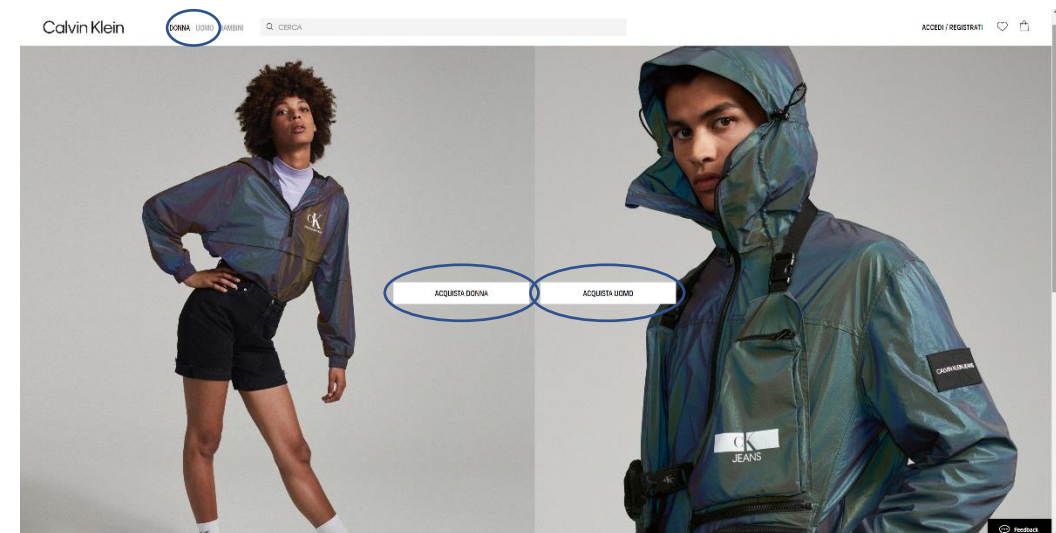 Calvin Klein
DONNA UOMO BAMBINI
CERCA
ACCEDI / REGISTRATI
CK
ACQUISTA DONNA
ACQUISTA UOMO
CALVIN KLEIN JEANS
CK
JEANS
Feedback